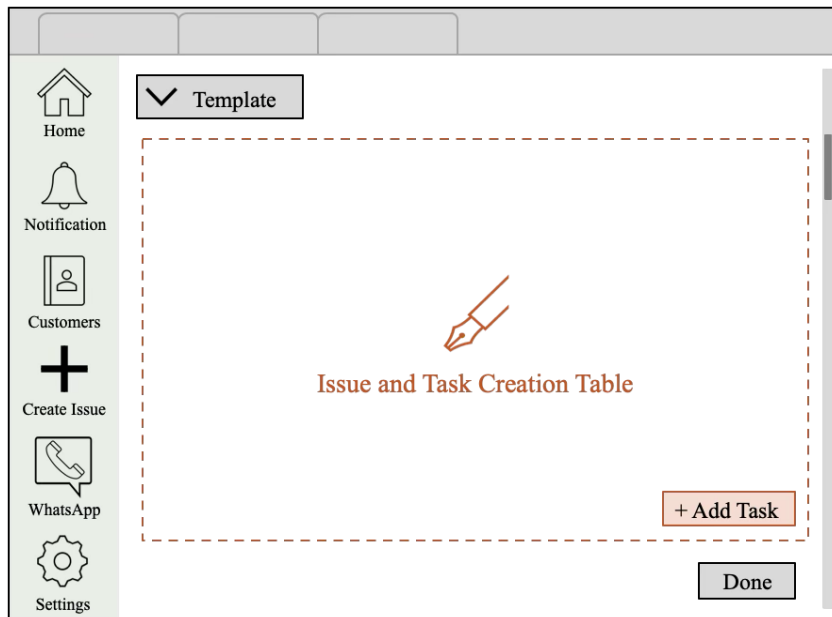 Home
Notification
Customers
Create Issue
WhatsApp
Settings
Template
Issue and Task Creation Table
+ Add Task
Done